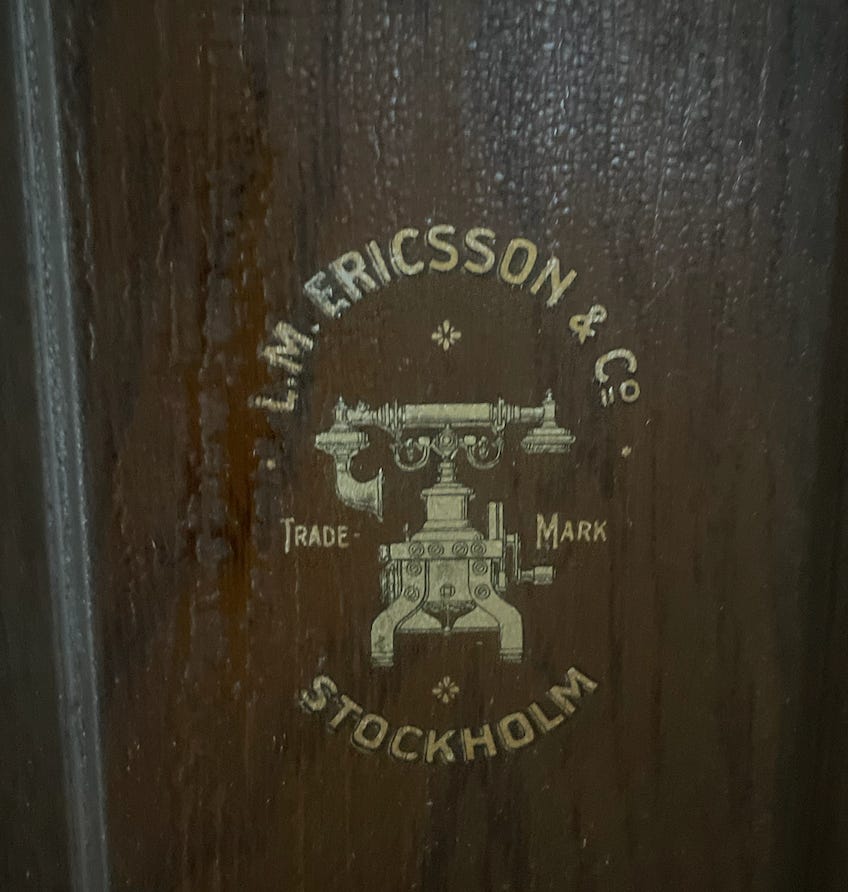 L.M. ERICSSON & Cº
TRADE-MARK
STOCKHOLM